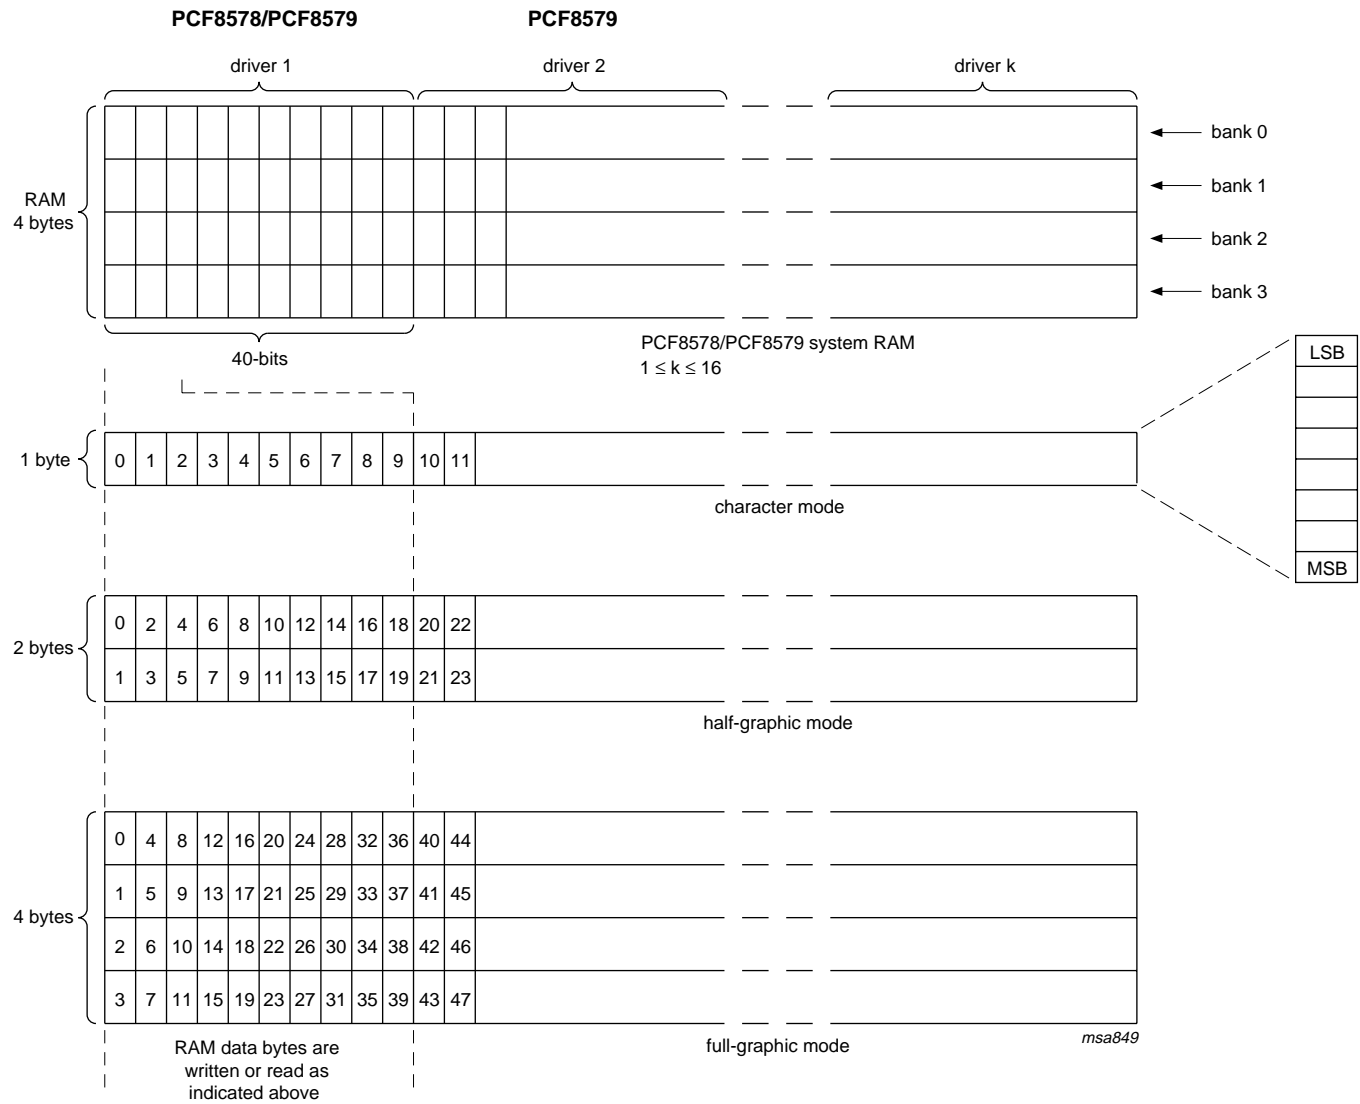 PCF8578/PCF8579 PCF8579
driver 1 driver 2 driver k
bank 0
bank 1
RAM
4 bytes
bank 2
bank 3
40-bits
PCF8578/PCF8579 system RAM
1 ≤ k ≤ 16
LSB
MSB
1 byte
0 1 2 3 4 5 6 7 8 9 10 11
character mode
2 bytes
0 2 4 6 8 10 12 14 16 18 20 22
1 3 5 7 9 11 13 15 17 19 21 23
half-graphic mode
4 bytes
0 4 8 12 16 20 24 28 32 36 40 44
1 5 9 13 17 21 25 29 33 37 41 45
2 6 10 14 18 22 26 30 34 38 42 46
3 7 11 15 19 23 27 31 35 39 43 47
full-graphic mode
msa849
RAM data bytes are
written or read as
indicated above